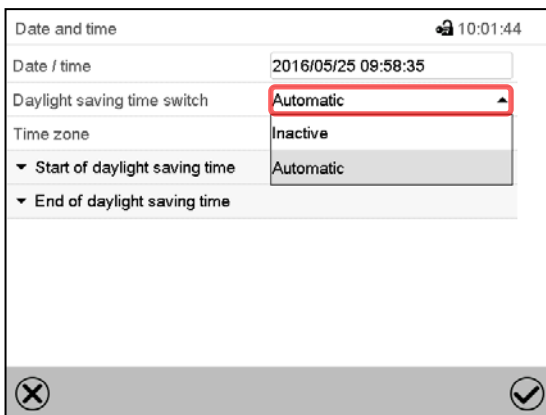 Date and time 10:01:44
Date / time 2016/05/25 09:58:35
Daylight saving time switch Automatic
Time zone Inactive
Start of daylight saving time Automatic
End of daylight saving time